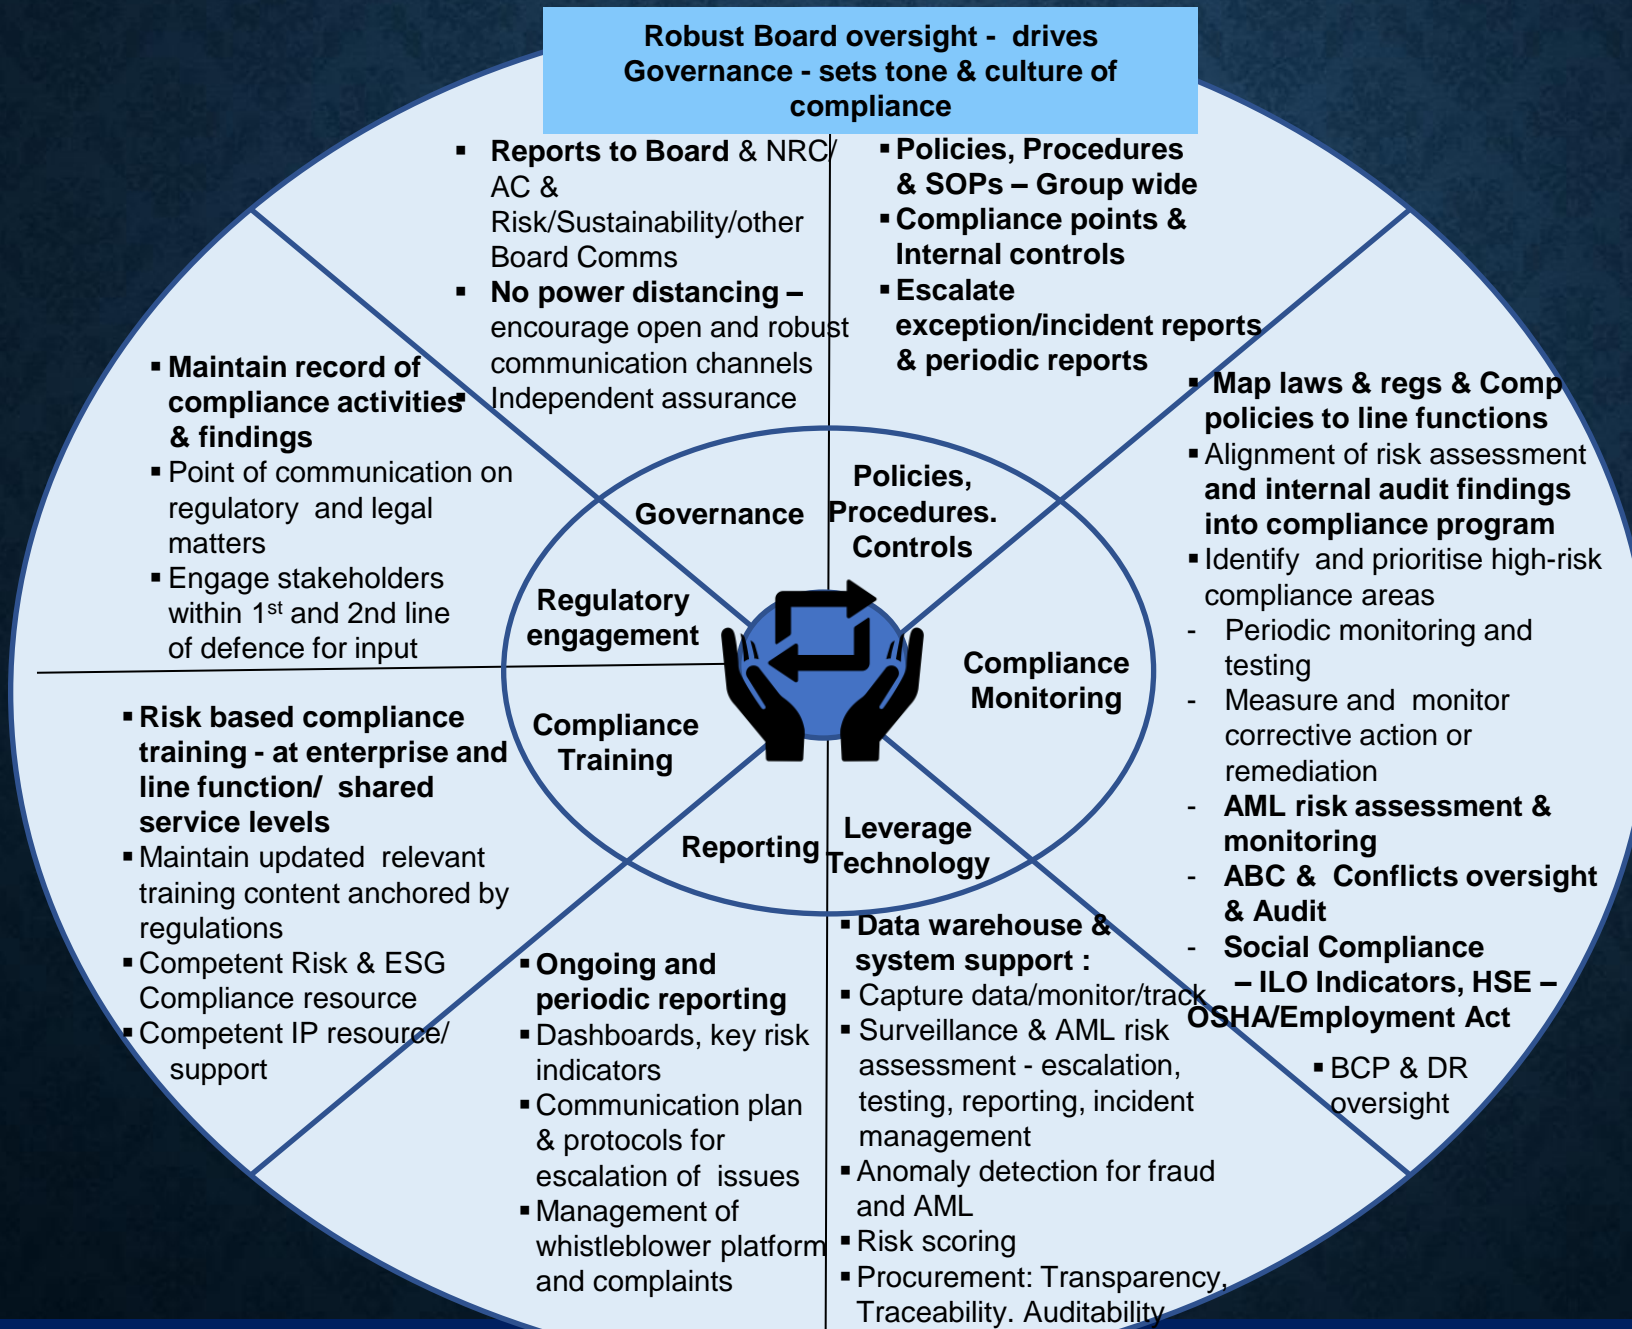 Robust Board oversight -  drives
Governance - sets tone & culture of
compliance
▪ Reports to Board & NRC/
AC &
Risk/Sustainability/other
Board Comms
▪ No power distancing –
encourage open and robust
communication channels
▪ Independent assurance
▪ Policies, Procedures
& SOPs – Group wide
▪ Compliance points &
Internal controls
▪ Escalate
exception/incident reports
& periodic reports
▪ Maintain record of
compliance activities
& findings
▪ Point of communication on
regulatory  and legal
matters
▪ Engage stakeholders
within 1st and 2nd line
of defence for input
▪ Map laws & regs & Comp
policies to line functions
▪ Alignment of risk assessment
and internal audit findings
into compliance program
▪ Identify  and prioritise high-risk
compliance areas
- Periodic monitoring and
testing
- Measure and  monitor
corrective action or
remediation
- AML risk assessment &
monitoring
- ABC &  Conflicts oversight
& Audit
- Social Compliance
– ILO Indicators, HSE –
OSHA/Employment Act
▪ BCP & DR
oversight
Governance
Policies,
Procedures.
Controls
Regulatory
engagement
Compliance
Monitoring
Compliance
Training
Reporting
Leverage
Technology
▪ Risk based compliance
training - at enterprise and
line function/  shared
service levels
▪ Maintain updated  relevant
training content anchored by
regulations
▪ Competent Risk & ESG
Compliance resource
▪ Competent IP resource/
support
▪ Ongoing and
periodic reporting
▪ Dashboards, key risk
indicators
▪ Communication plan
& protocols for
escalation of  issues
▪ Management of
whistleblower platform
and complaints
▪ Data warehouse &
system support :
▪ Capture data/monitor/track
▪ Surveillance & AML risk
assessment - escalation,
testing, reporting, incident
management
▪ Anomaly detection for fraud
and AML
▪ Risk scoring
▪ Procurement: Transparency,
Traceability. Auditability